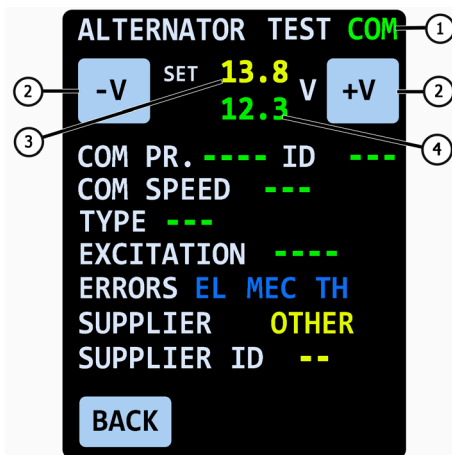 ALTERNATOR TEST COM 1
2 -V SET 13.8 V +V 2
3 12.3 4
COM PR. ---- ID ---
COM SPEED ---
TYPE ---
EXCITATION ----
ERRORS EL MEC TH
SUPPLIER OTHER
SUPPLIER ID --
BACK